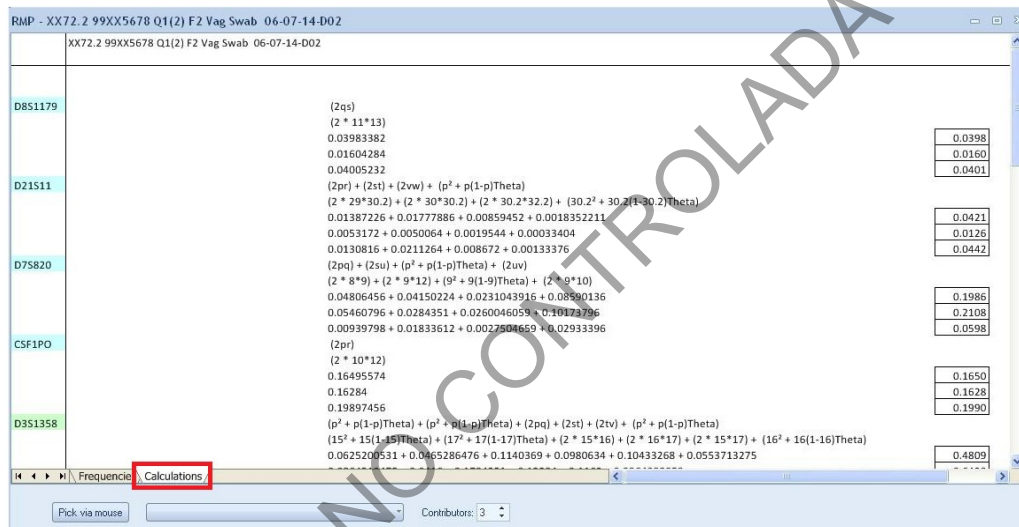 RMP - XX72.2 99XX5678 Q1(2) F2 Vag Swab 06-07-14-D02
XX72.2 99XX5678 Q1(2) F2 Vag Swab 06-07-14-D02
D8S1179 (2qs)
(2 * 11*13)
0.03983382 0.0398
0.01604284 0.0160
0.04005232 0.0401
D21S11 (2pr) + (2st) + (2vw) + (p² + p(1-p)Theta)
(2 * 29*30.2) + (2 * 30*30.2) + (2 * 30.2*32.2) + (30.2² + 30.2(1-30.2)Theta)
0.01387226 + 0.01777886 + 0.00859452 + 0.0018352211 0.0421
0.0053172 + 0.0050064 + 0.0019544 + 0.00033404 0.0126
0.0130816 + 0.0211264 + 0.008672 + 0.00133376 0.0442
D7S820 (2pq) + (2su) + (p² + p(1-p)Theta) + (2uv)
(2 * 8*9) + (2 * 9*12) + (9² + 9(1-9)Theta) + (2 * 9*10)
0.04806456 + 0.04150224 + 0.0231043916 + 0.08590136 0.1986
0.05460796 + 0.0284351 + 0.0260046059 + 0.10173796 0.2108
0.00939798 + 0.01833612 + 0.0027504659 + 0.02933396 0.0598
CSF1PO (2pr)
(2 * 10*12)
0.16495574 0.1650
0.16284 0.1628
0.19897456 0.1990
D3S1358 (p² + p(1-p)Theta) + (p² + p(1-p)Theta) + (2pq) + (2st) + (2tv) + (p² + p(1-p)Theta)
(15² + 15(1-15)Theta) + (17² + 17(1-17)Theta) + (2 * 15*16) + (2 * 16*17) + (2 * 15*17) + (16² + 16(1-16)Theta)
0.0625200531 + 0.0465286476 + 0.1140369 + 0.0980634 + 0.10433268 + 0.0553713275 0.4809
Frequencie Calculations
Pick via mouse Contributors: 3
NO CONTROLADA